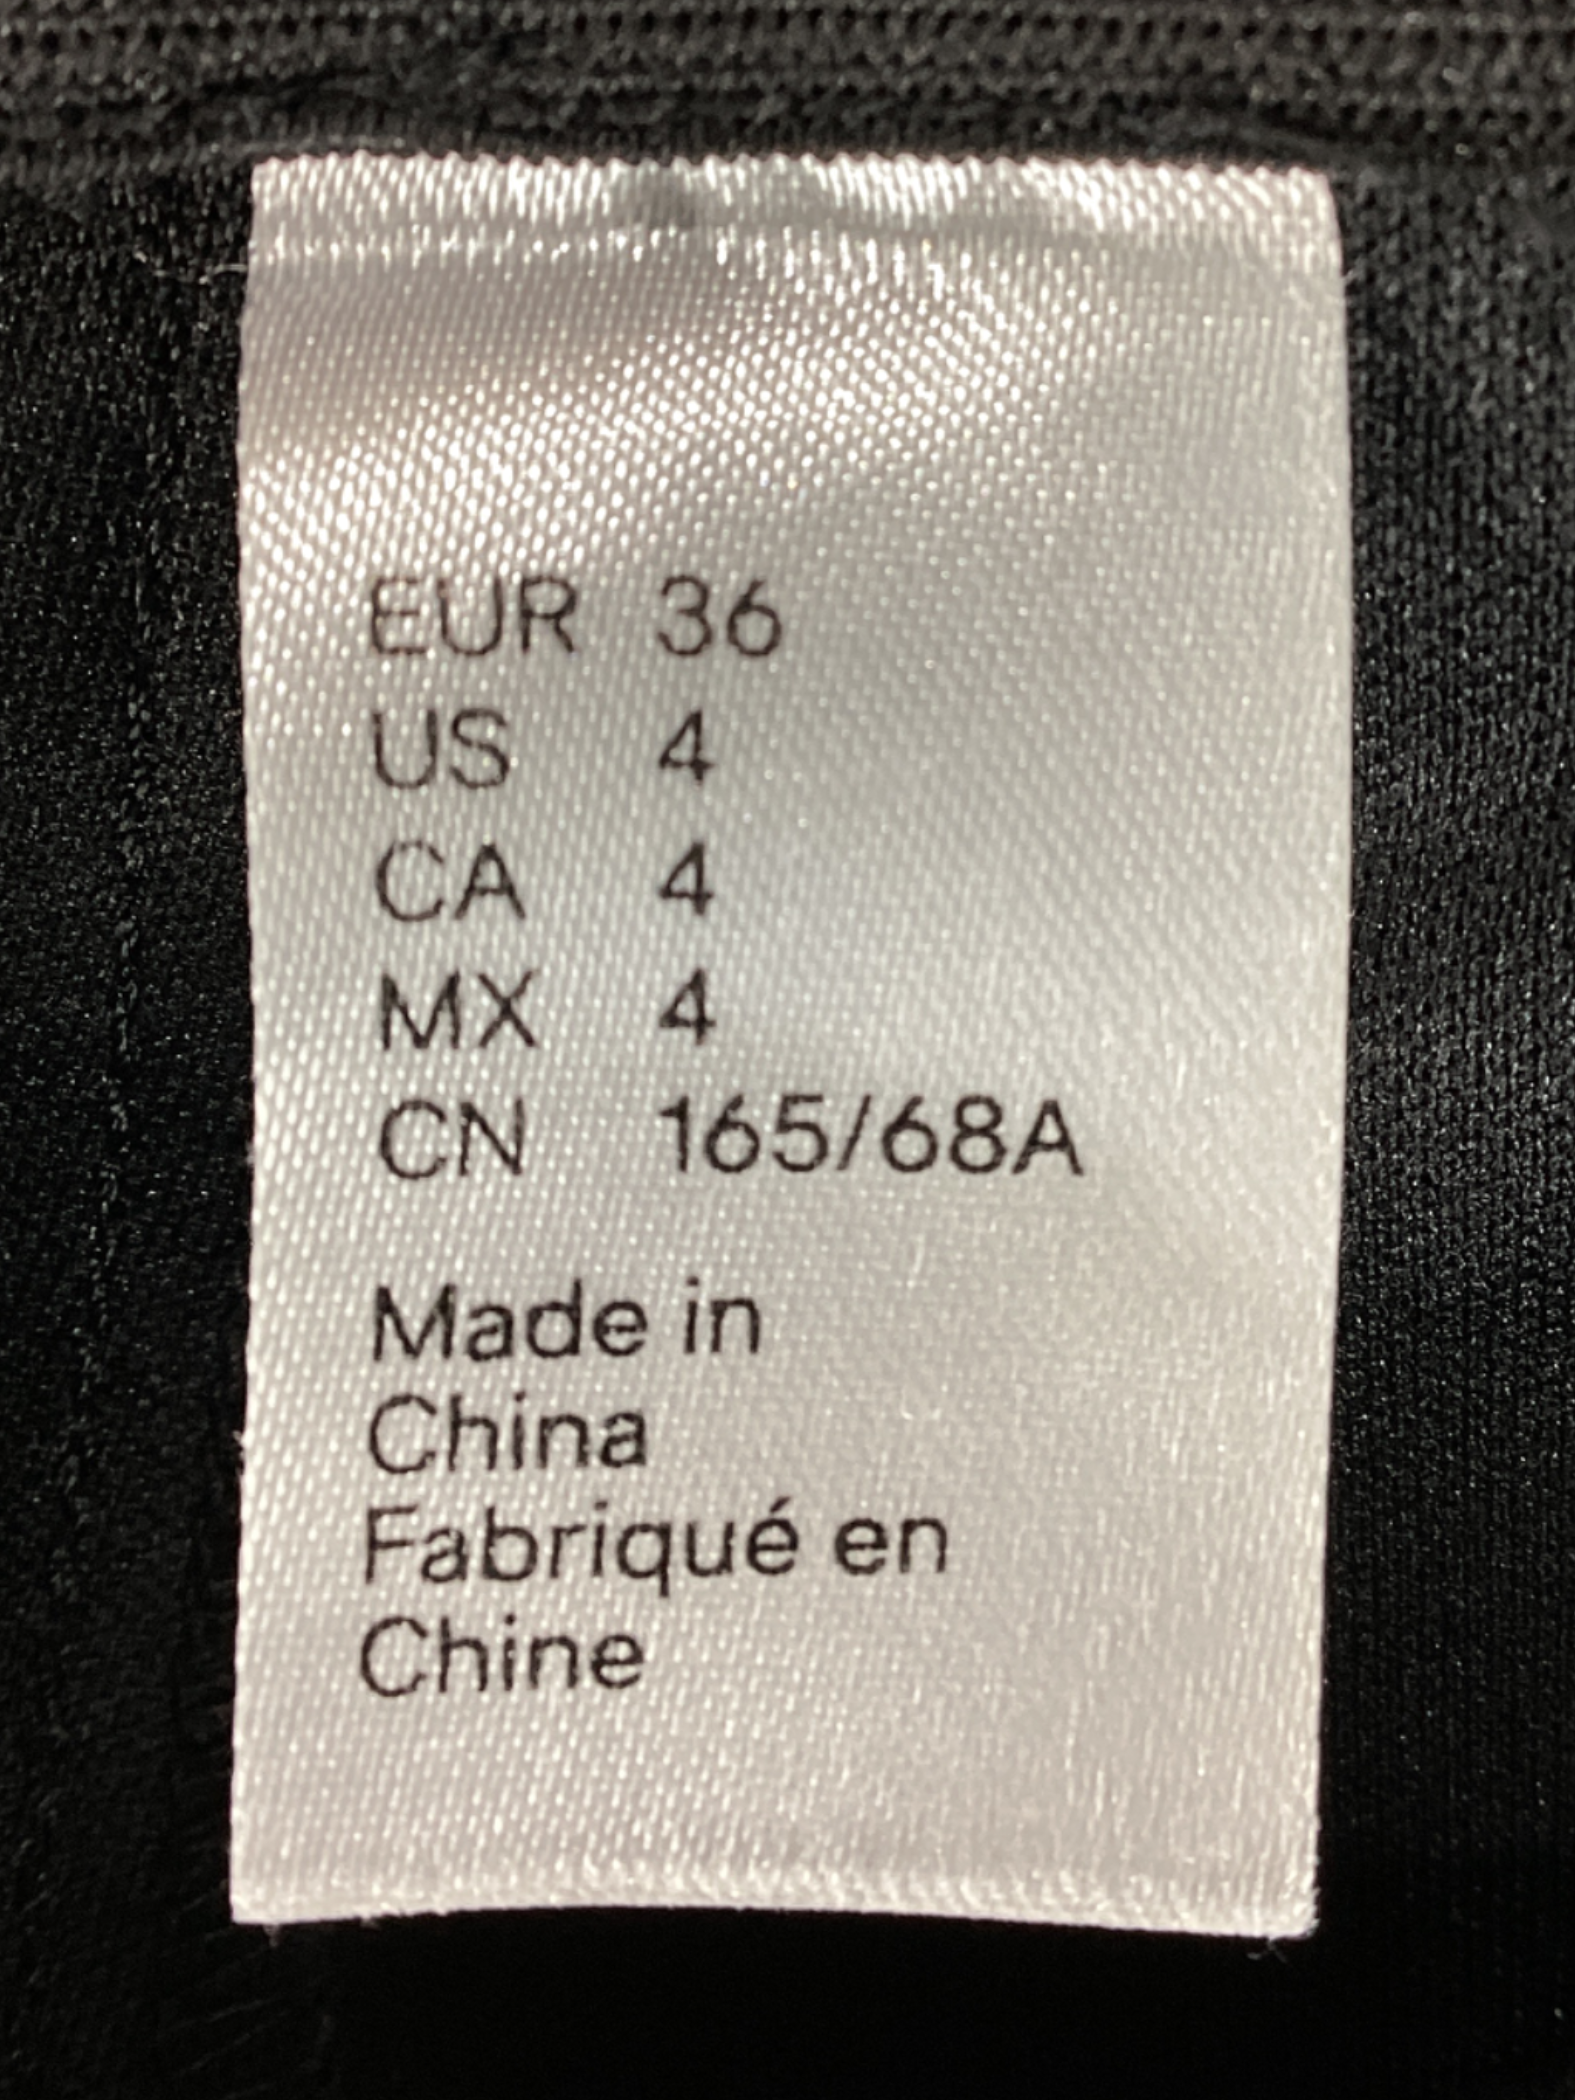 EUR 36
US 4
CA 4
MX 4
CN 165/68A
Made in
China
Fabriqué en
Chine